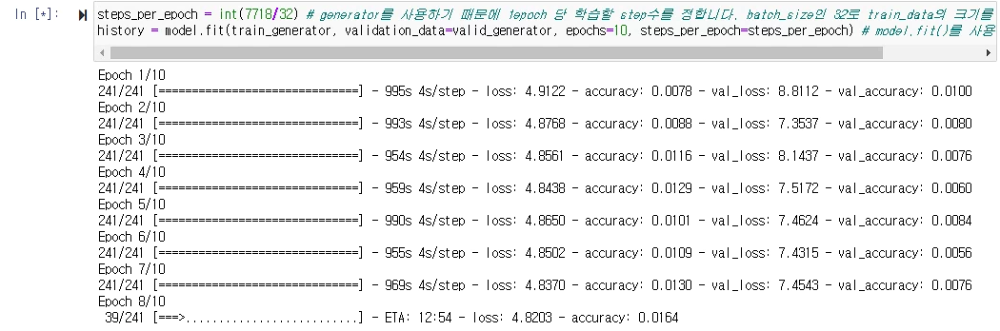 In [*]: steps_per_epoch = int(7718/32) # generator를 사용하기 때문에 1epoch 당 학습할 step수를 정합니다. batch_size인 32로 train_data의 크기를
history = model.fit(train_generator, validation_data=valid_generator, epochs=10, steps_per_epoch=steps_per_epoch) # model.fit()를 사용
Epoch 1/10
241/241 [==============================] - 995s 4s/step - loss: 4.9122 - accuracy: 0.0078 - val_loss: 8.8112 - val_accuracy: 0.0100
Epoch 2/10
241/241 [==============================] - 993s 4s/step - loss: 4.8768 - accuracy: 0.0088 - val_loss: 7.3537 - val_accuracy: 0.0080
Epoch 3/10
241/241 [==============================] - 954s 4s/step - loss: 4.8561 - accuracy: 0.0116 - val_loss: 8.1437 - val_accuracy: 0.0076
Epoch 4/10
241/241 [==============================] - 959s 4s/step - loss: 4.8438 - accuracy: 0.0129 - val_loss: 7.5172 - val_accuracy: 0.0060
Epoch 5/10
241/241 [==============================] - 990s 4s/step - loss: 4.8650 - accuracy: 0.0101 - val_loss: 7.4624 - val_accuracy: 0.0084
Epoch 6/10
241/241 [==============================] - 955s 4s/step - loss: 4.8502 - accuracy: 0.0109 - val_loss: 7.4315 - val_accuracy: 0.0056
Epoch 7/10
241/241 [==============================] - 969s 4s/step - loss: 4.8370 - accuracy: 0.0130 - val_loss: 7.4543 - val_accuracy: 0.0076
Epoch 8/10
39/241 [===>..........................] - ETA: 12:54 - loss: 4.8203 - accuracy: 0.0164